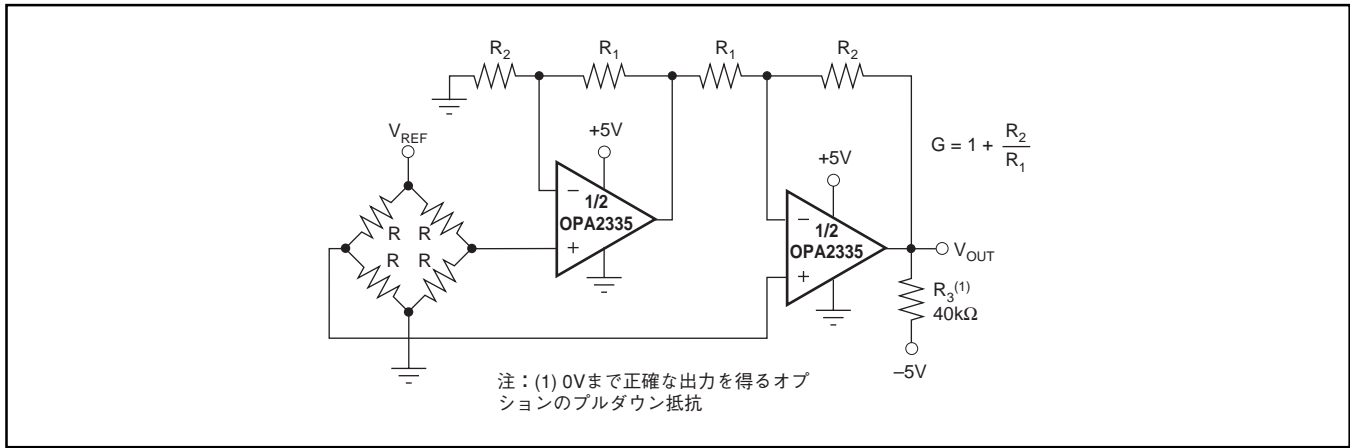 R2
R1
R1
R2
VREF
+5V
+5V
G = 1 + R2
R1
−
1/2
OPA2335
+
−
1/2
OPA2335
+
R R
R R
VOUT
R3(1)
40kΩ
–5V
注：(1) 0Vまで正確な出力を得るオプ
ションのプルダウン抵抗